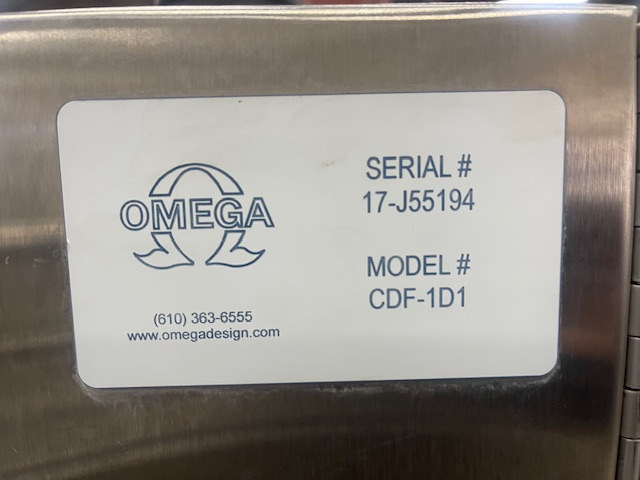 OMEGA
(610) 363-6555
www.omegadesign.com
SERIAL #
17-J55194
MODEL #
CDF-1D1